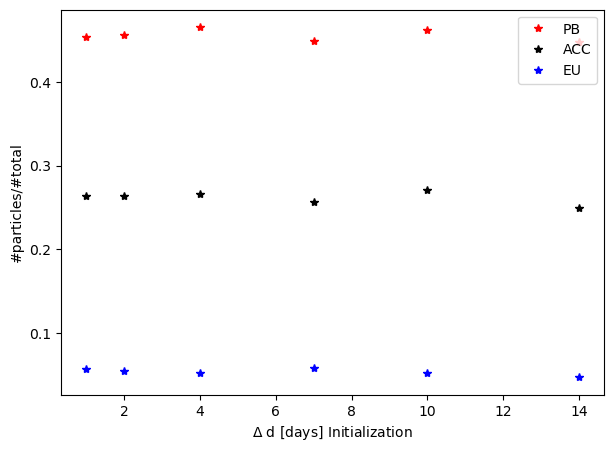 PB
ACC
EU
0.4
0.3
0.2
0.1
#particles/#total
2 4 6 8 10 12 14
Δ d [days] Initialization